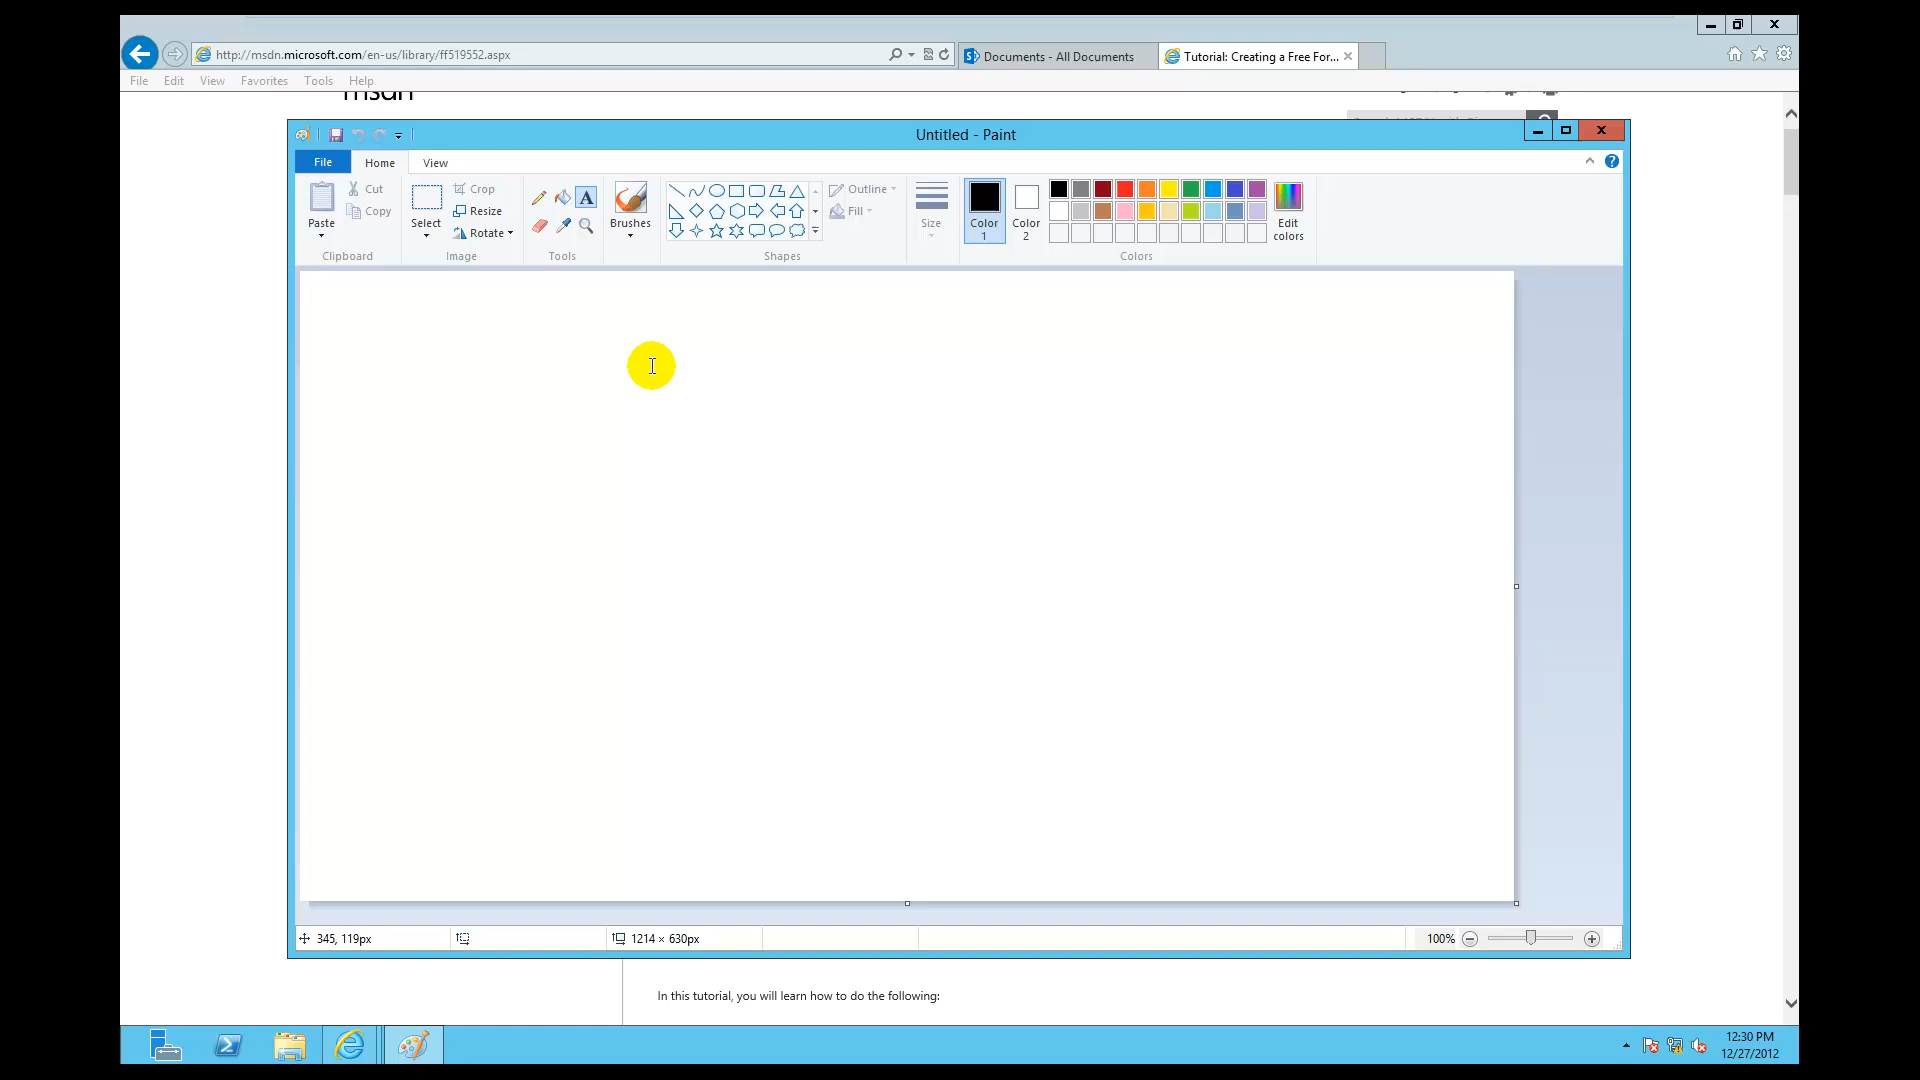 http://msdn.microsoft.com/en-us/library/ff519552.aspx
Documents - All Documents
Tutorial: Creating a Free For...
File Edit View Favorites Tools Help
msdn
Untitled - Paint
File Home View
Paste
Cut
Copy
Clipboard
Select
Crop
Resize
Rotate
Image
A
Tools
Brushes
Shapes
Outline
Fill
Size
Color 1
Color 2
Edit colors
Colors
345, 119px
1214 × 630px
100%
In this tutorial, you will learn how to do the following:
12:30 PM
12/27/2012